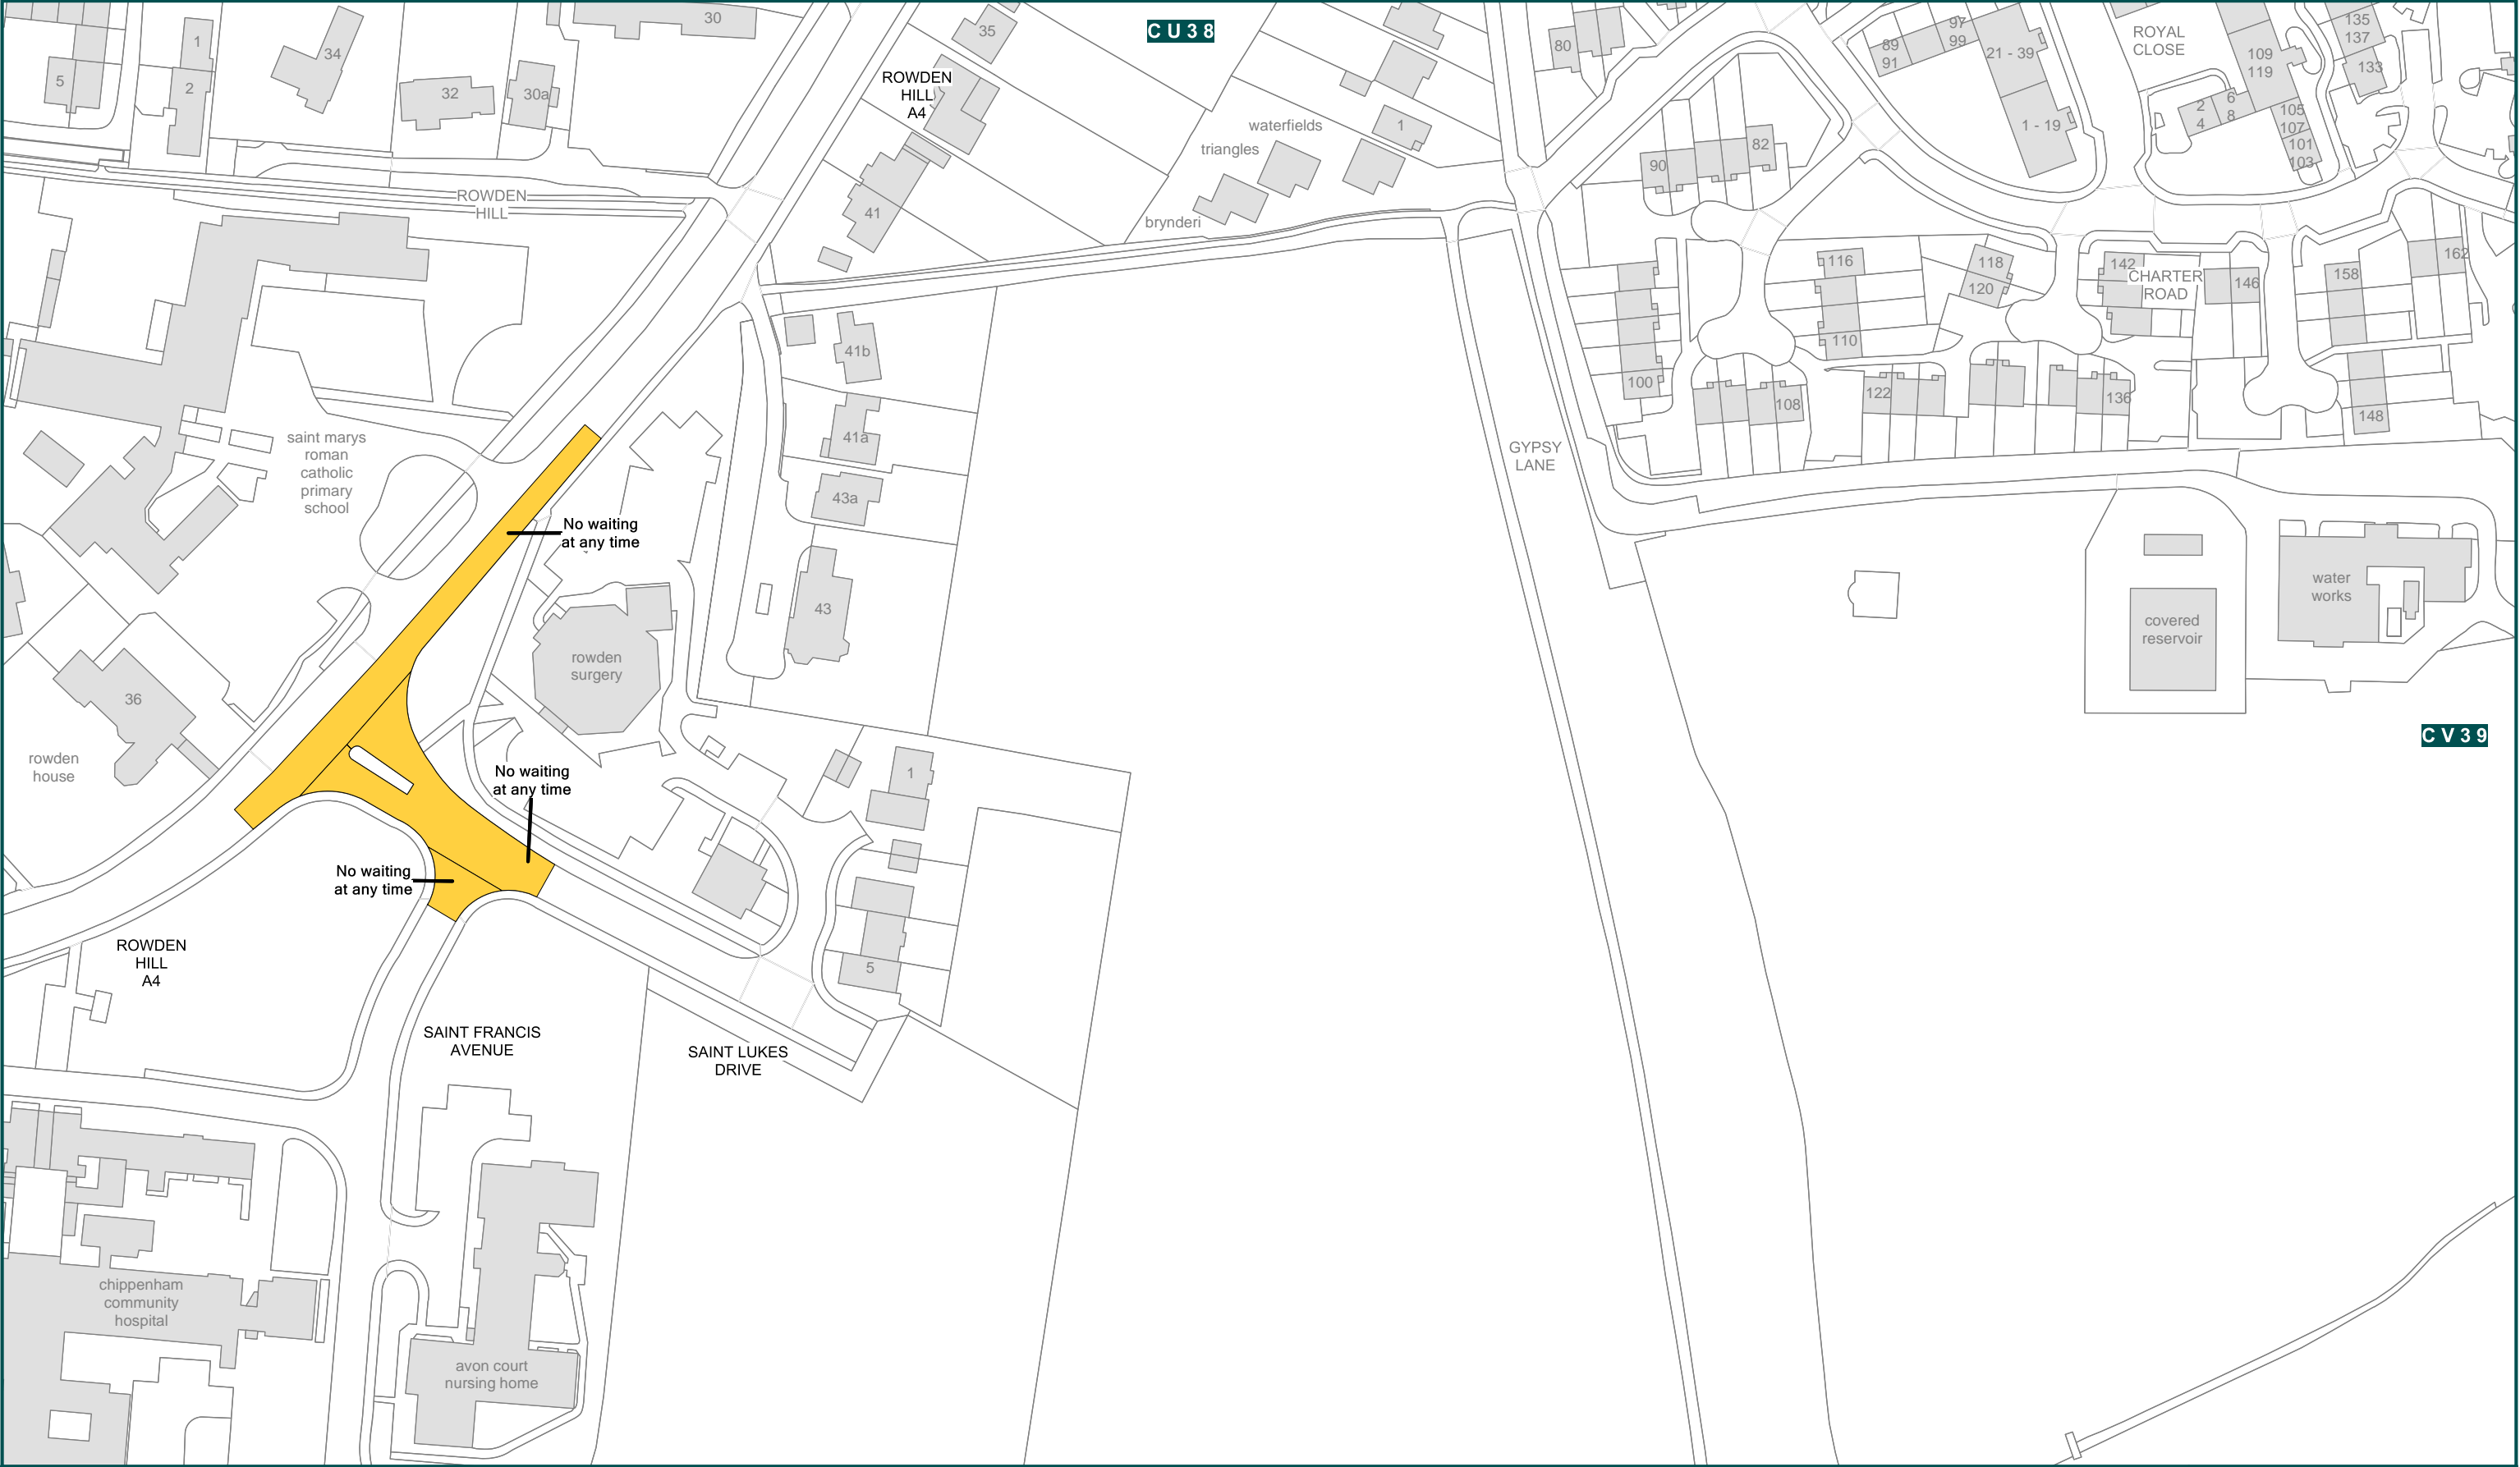 CU38
ROYAL
CLOSE
135
137
133
109
119
2
4
6
8
105
107
101
103
97
99
89
91
21 - 39
1 - 19
80
82
90
35
30
34
32
30a
1
2
5
ROWDEN
HILL
A4
ROWDEN
HILL
41
waterfields
triangles
brynderi
1
116
110
118
120
142
CHARTER
ROAD
146
158
162
148
100
108
122
136
GYPSY
LANE
41b
41a
43a
43
saint marys
roman
catholic
primary
school
No waiting
at any time
rowden
surgery
36
rowden
house
water
works
covered
reservoir
CV39
No waiting
at any time
1
5
No waiting
at any time
ROWDEN
HILL
A4
SAINT FRANCIS
AVENUE
SAINT LUKES
DRIVE
chippenham
community
hospital
avon court
nursing home